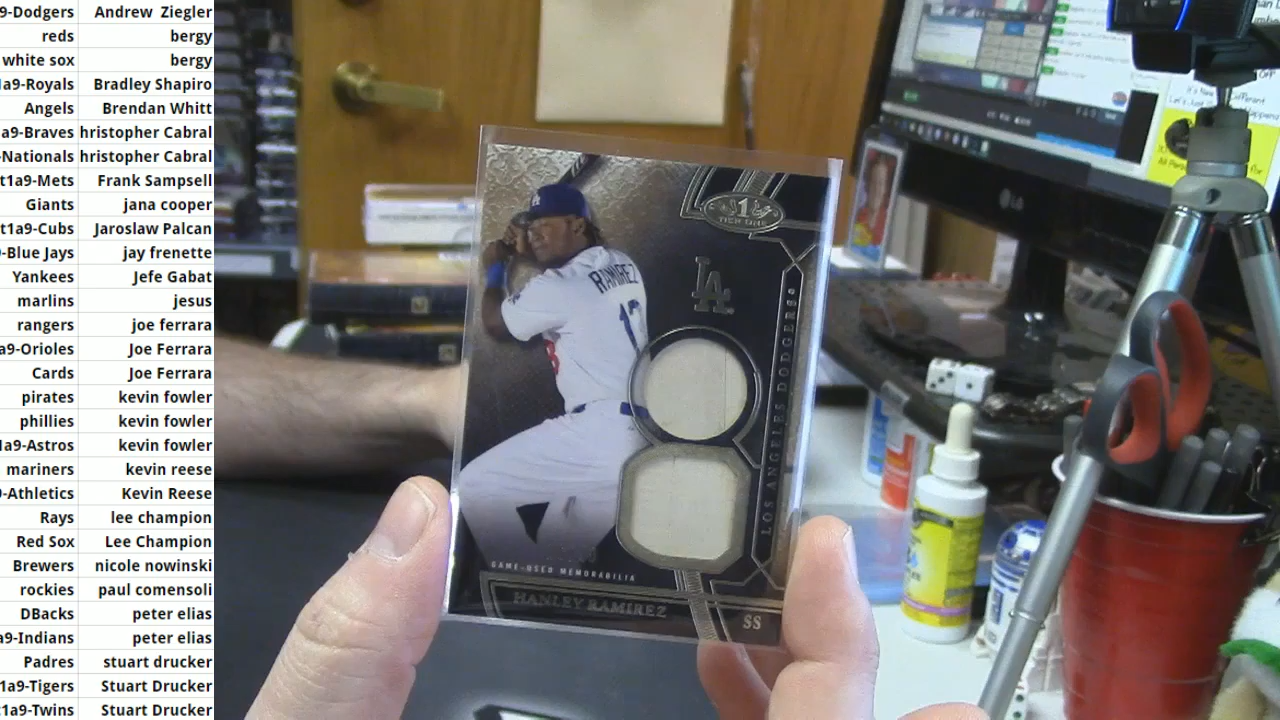 9-Dodgers Andrew Ziegler
reds bergy
white sox bergy
a9-Royals Bradley Shapiro
Angels Brendan Whitt
a9-Braves hristopher Cabral
-Nationals hristopher Cabral
t1a9-Mets Frank Sampsell
Giants jana cooper
t1a9-Cubs Jaroslaw Palcan
-Blue Jays jay frenette
Yankees Jefe Gabat
marlins jesus
rangers joe ferrara
a9-Orioles Joe Ferrara
Cards Joe Ferrara
pirates kevin fowler
phillies kevin fowler
1a9-Astros kevin fowler
mariners kevin reese
9-Athletics Kevin Reese
Rays lee champion
Red Sox Lee Champion
Brewers nicole nowinski
rockies paul comensoli
DBacks peter elias
a9-Indians peter elias
Padres stuart drucker
1a9-Tigers Stuart Drucker
t1a9-Twins Stuart Drucker
1
TIER ONE
LA
RAMIREZ
13
LOS ANGELES DODGERS
GAME-USED MEMORABILIA
HANLEY RAMIREZ
SS
LG